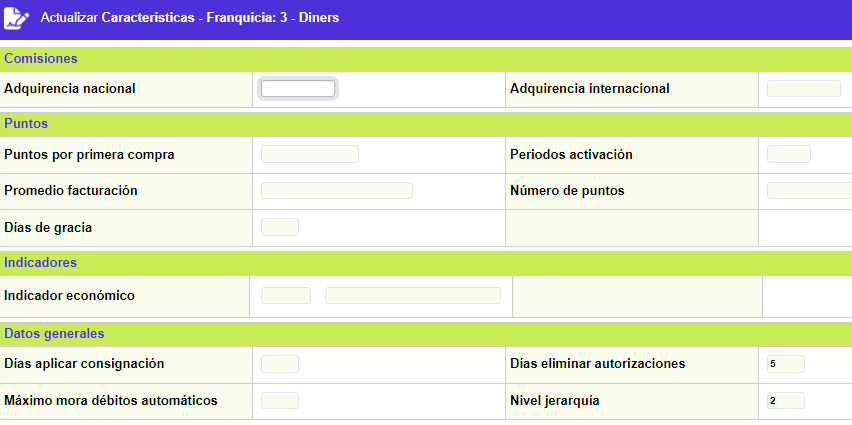 Actualizar Características - Franquicia: 3 - Diners
Comisiones
Adquirencia nacional Adquirencia internacional
Puntos
Puntos por primera compra Periodos activación
Promedio facturación Número de puntos
Días de gracia
Indicadores
Indicador económico
Datos generales
Días aplicar consignación Días eliminar autorizaciones 5
Máximo mora débitos automáticos Nivel jerarquía 2